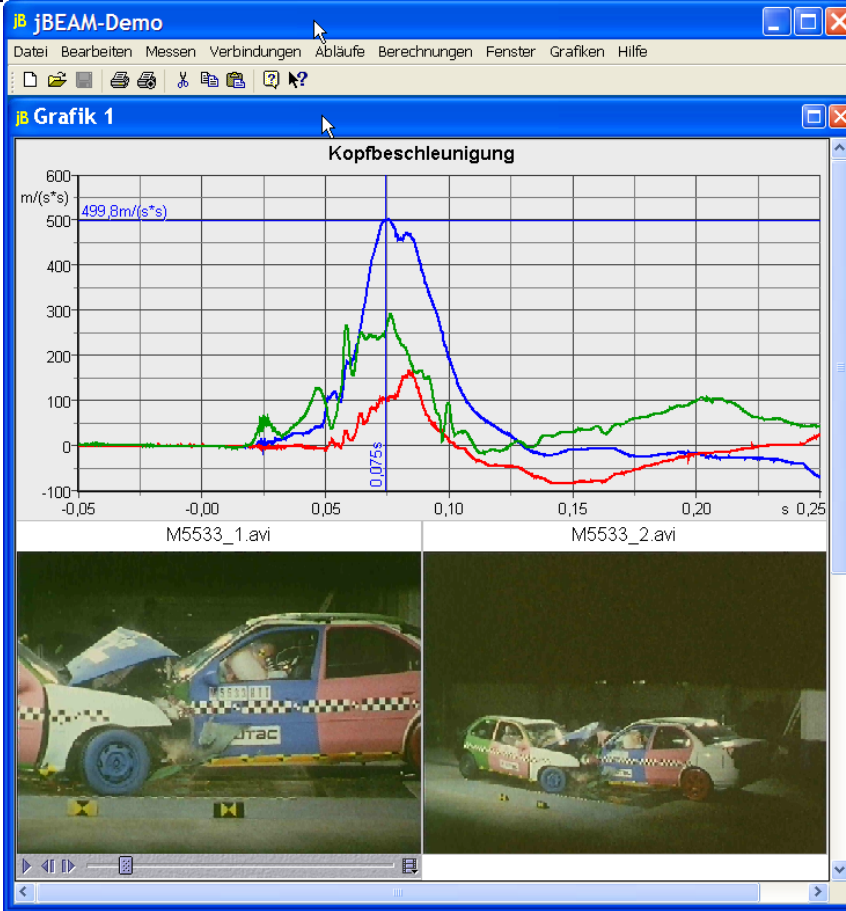 jB jBEAM-Demo
Datei Bearbeiten Messen Verbindungen Abläufe Berechnungen Fenster Grafiken Hilfe
jB Grafik 1
Kopfbeschleunigung
600
m/(s*s)
499,8m/(s*s)
500
400
300
200
100
0
-100
0,075s
-0,05 -0,00 0,05 0,10 0,15 0,20 s 0,25
M5533_1.avi M5533_2.avi
UTAC